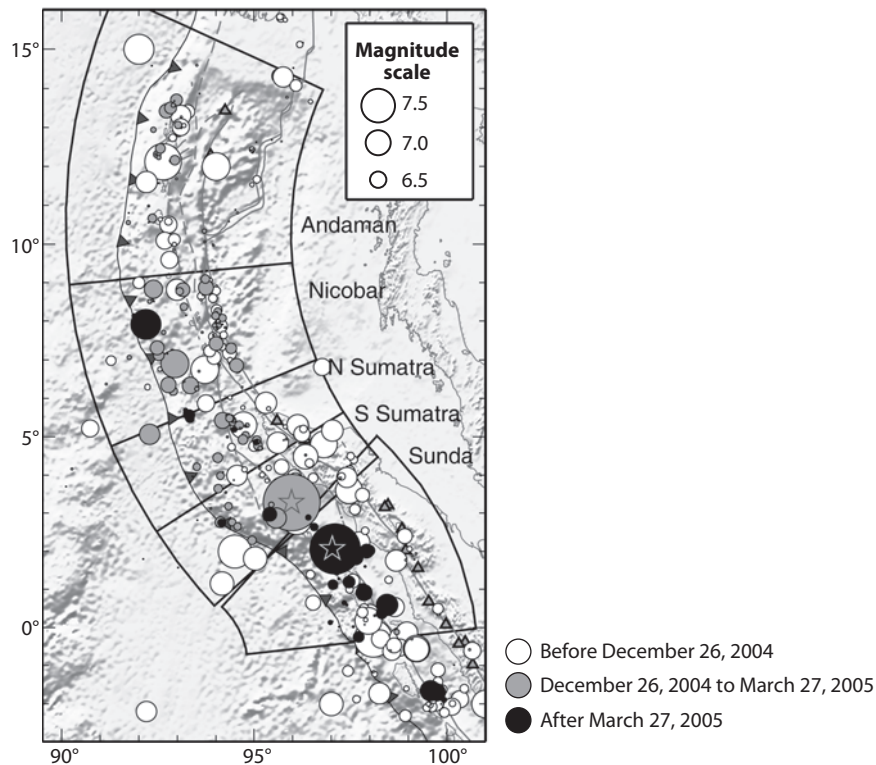 15°
10°
5°
0°
90°
95°
100°
Magnitude
scale
7.5
7.0
6.5
Andaman
Nicobar
N Sumatra
S Sumatra
Sunda
Before December 26, 2004
December 26, 2004 to March 27, 2005
After March 27, 2005